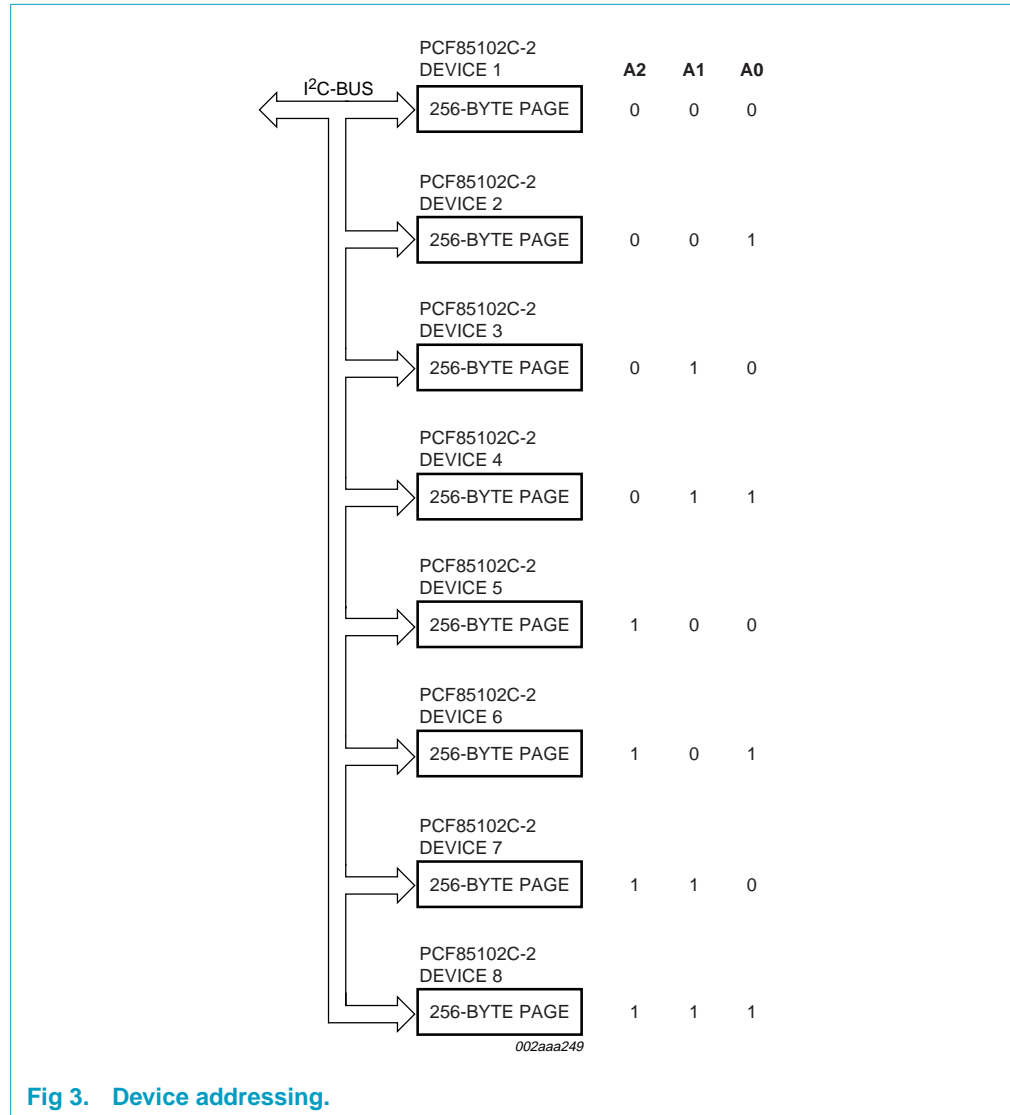 PCF85102C-2
DEVICE 1 A2 A1 A0
I²C-BUS
256-BYTE PAGE 0 0 0
PCF85102C-2
DEVICE 2
256-BYTE PAGE 0 0 1
PCF85102C-2
DEVICE 3
256-BYTE PAGE 0 1 0
PCF85102C-2
DEVICE 4
256-BYTE PAGE 0 1 1
PCF85102C-2
DEVICE 5
256-BYTE PAGE 1 0 0
PCF85102C-2
DEVICE 6
256-BYTE PAGE 1 0 1
PCF85102C-2
DEVICE 7
256-BYTE PAGE 1 1 0
PCF85102C-2
DEVICE 8
256-BYTE PAGE 1 1 1
002aaa249
Fig 3. Device addressing.